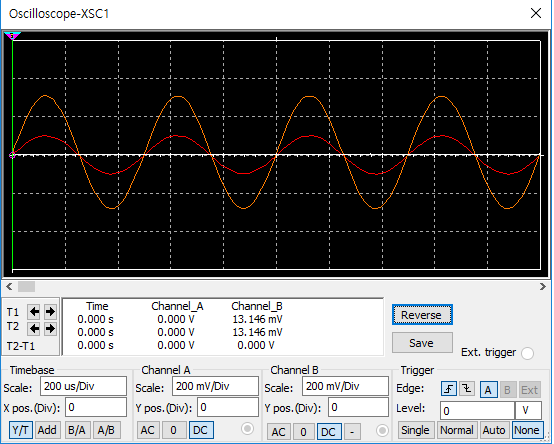 Oscilloscope-XSC1
T1
T2
T2-T1
Time Channel_A Channel_B
0.000 s 0.000 V 13.146 mV
0.000 s 0.000 V 13.146 mV
0.000 s 0.000 V 0.000 V
Reverse
Save
Ext. trigger
Timebase
Scale: 200 us/Div
X pos.(Div): 0
Y/T Add B/A A/B
Channel A
Scale: 200 mV/Div
Y pos.(Div): 0
AC 0 DC
Channel B
Scale: 200 mV/Div
Y pos.(Div): 0
AC 0 DC -
Trigger
Edge: A B Ext
Level: 0 V
Single Normal Auto None